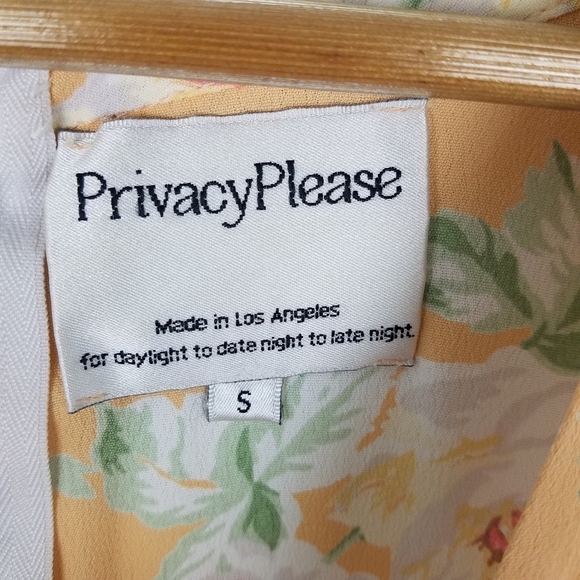 PrivacyPlease
Made in Los Angeles
for daylight to date night to late night.
S